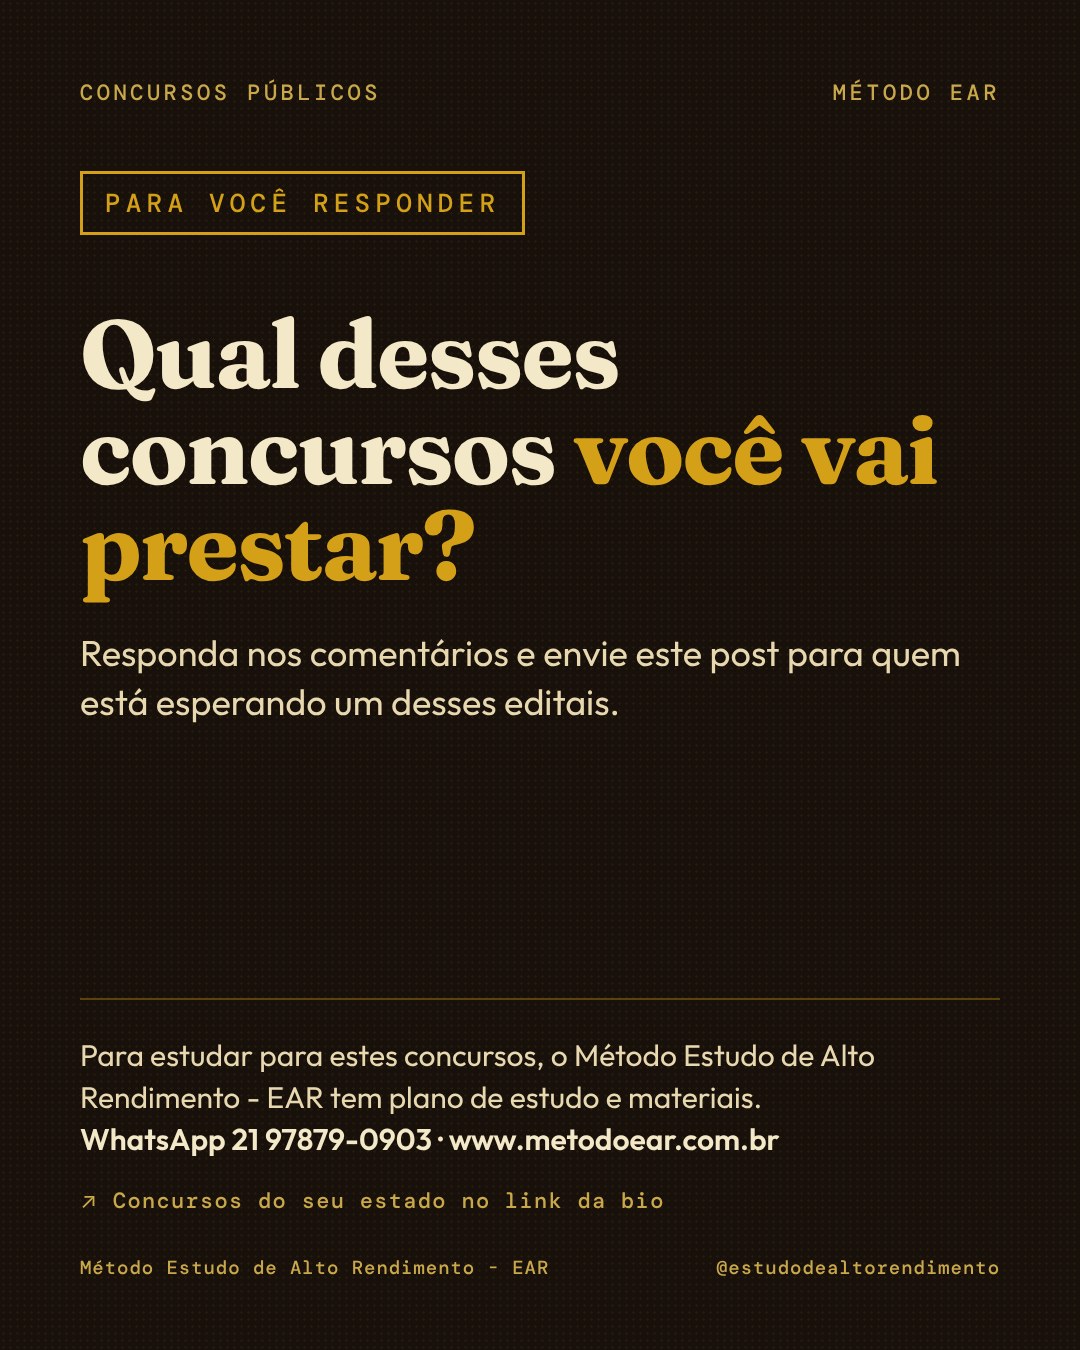 CONCURSOS PÚBLICOS
MÉTODO EAR
PARA VOCÊ RESPONDER
Qual desses
concursos você vai
prestar?
Responda nos comentários e envie este post para quem
está esperando um desses editais.
Para estudar para estes concursos, o Método Estudo de Alto
Rendimento - EAR tem plano de estudo e materiais.
WhatsApp 21 97879-0903 · www.metodoear.com.br
↗ Concursos do seu estado no link da bio
Método Estudo de Alto Rendimento - EAR
@estudodealtorendimento